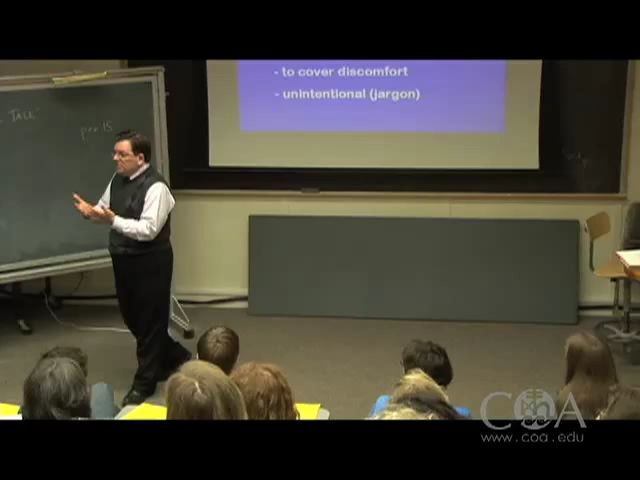 - to cover discomfort
- unintentional (jargon)
COA
www.coa.edu